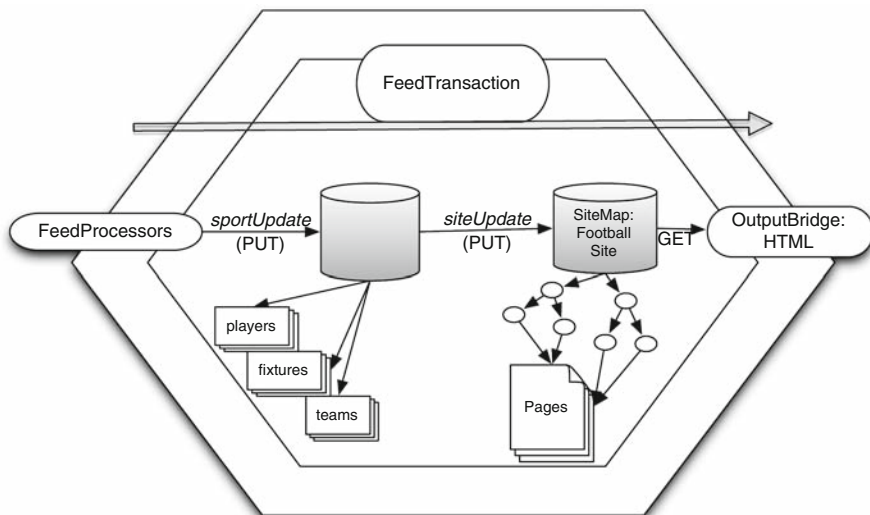 FeedTransaction
FeedProcessors
sportUpdate
(PUT)
siteUpdate
(PUT)
SiteMap:
Football
Site
GET
OutputBridge:
HTML
players
fixtures
teams
Pages